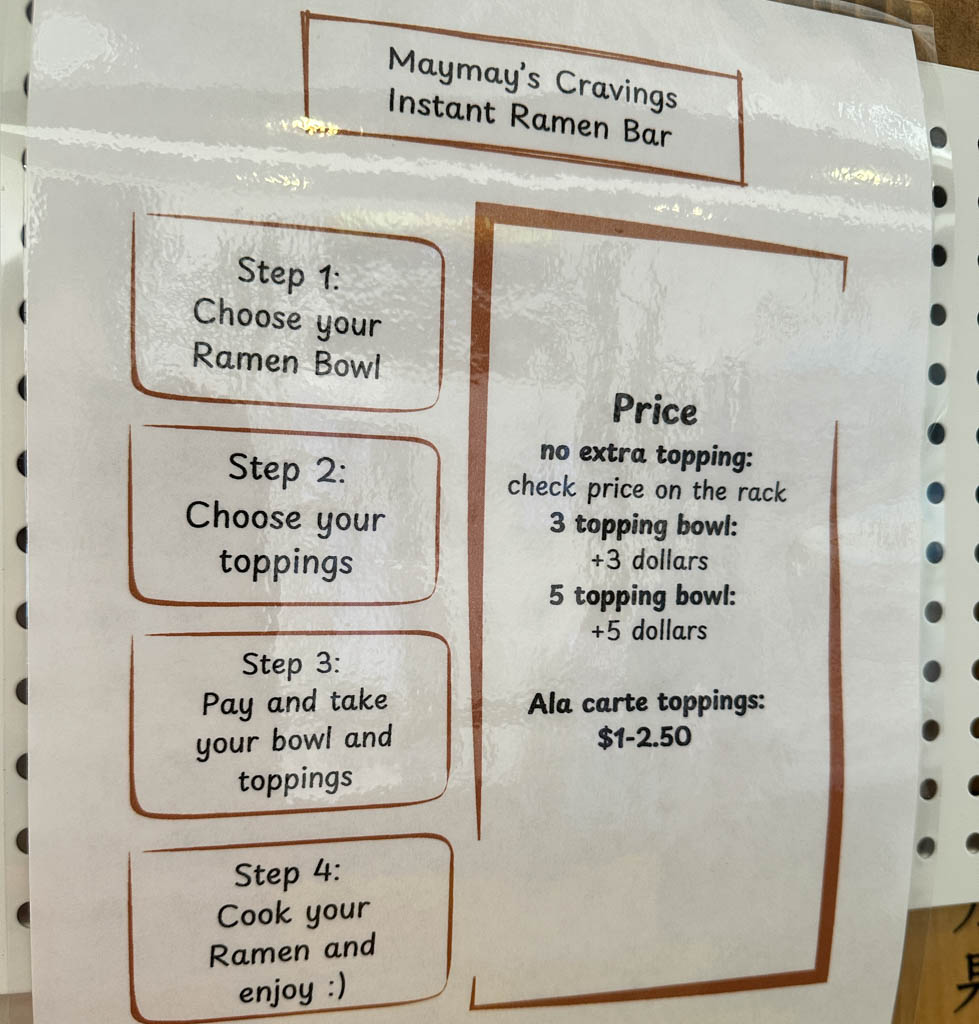 Maymay's Cravings
Instant Ramen Bar
Step 1:
Choose your
Ramen Bowl
Step 2:
Choose your
toppings
Step 3:
Pay and take
your bowl and
toppings
Step 4:
Cook your
Ramen and
enjoy :)
Price
no extra topping:
check price on the rack
3 topping bowl:
+3 dollars
5 topping bowl:
+5 dollars
Ala carte toppings:
$1-2.50